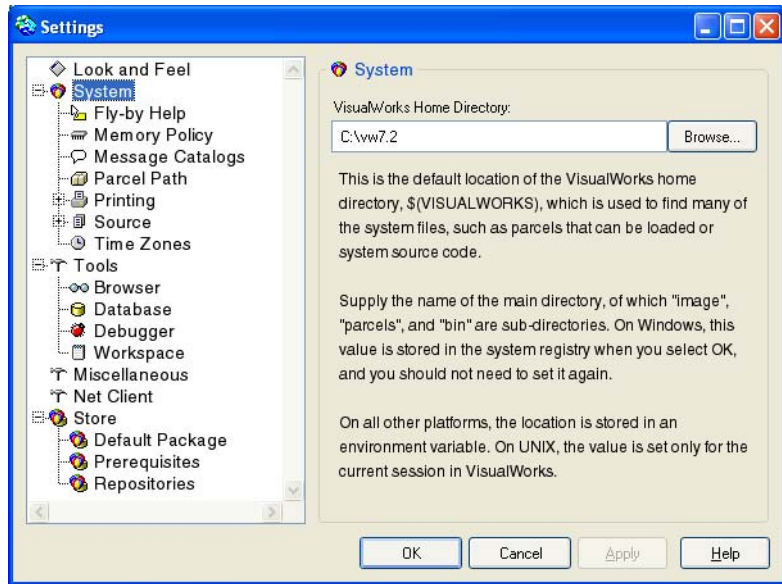 Settings
Look and Feel
System
Fly-by Help
Memory Policy
Message Catalogs
Parcel Path
Printing
Source
Time Zones
Tools
Browser
Database
Debugger
Workspace
Miscellaneous
Net Client
Store
Default Package
Prerequisites
Repositories
System
VisualWorks Home Directory:
C:\vw7.2
Browse...
This is the default location of the VisualWorks home
directory, $(VISUALWORKS), which is used to find many of
the system files, such as parcels that can be loaded or
system source code.
Supply the name of the main directory, of which "image",
"parcels", and "bin" are sub-directories. On Windows, this
value is stored in the system registry when you select OK,
and you should not need to set it again.
On all other platforms, the location is stored in an
environment variable. On UNIX, the value is set only for the
current session in VisualWorks.
OK
Cancel
Apply
Help